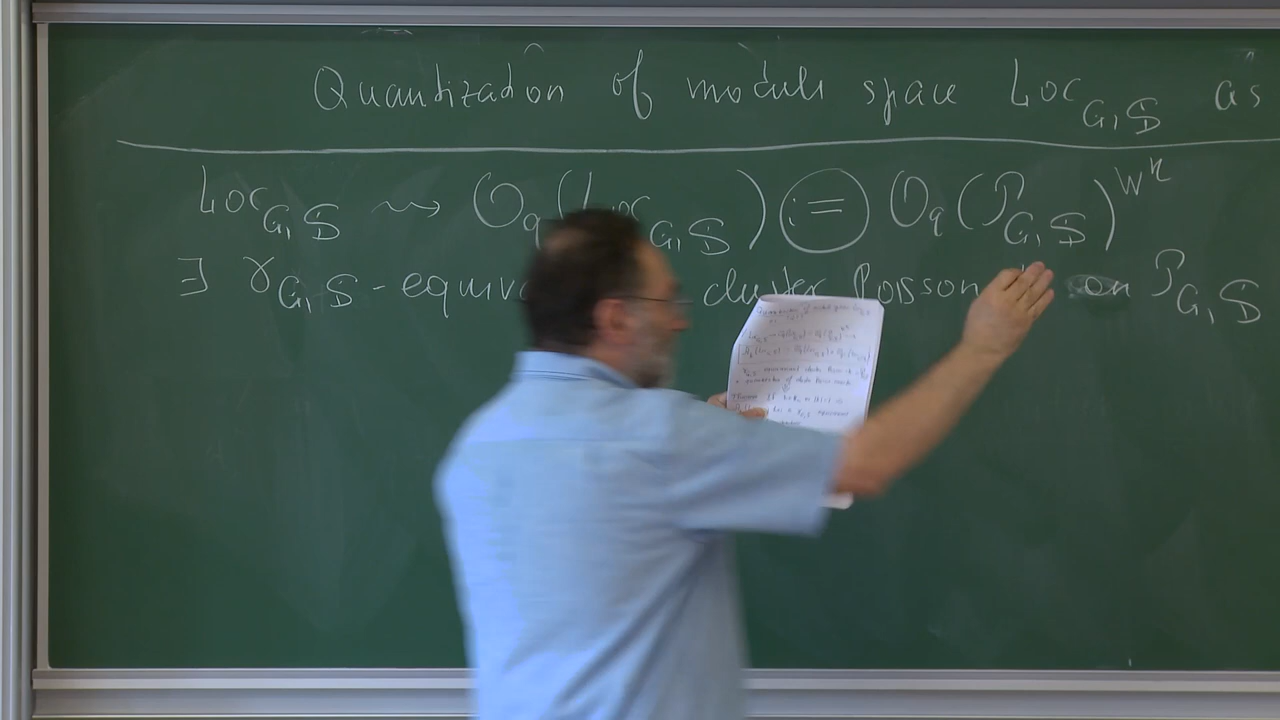 Quantization of moduli space Loc_{G,𝕊} as
Loc_{G,𝕊} ⇝ O_q(Loc_{G,𝕊}) := O_q(P_{G,𝕊})^{W^n}
∃ γ_{G,S} - equiv cluster Poisson on P_{G,𝕊}